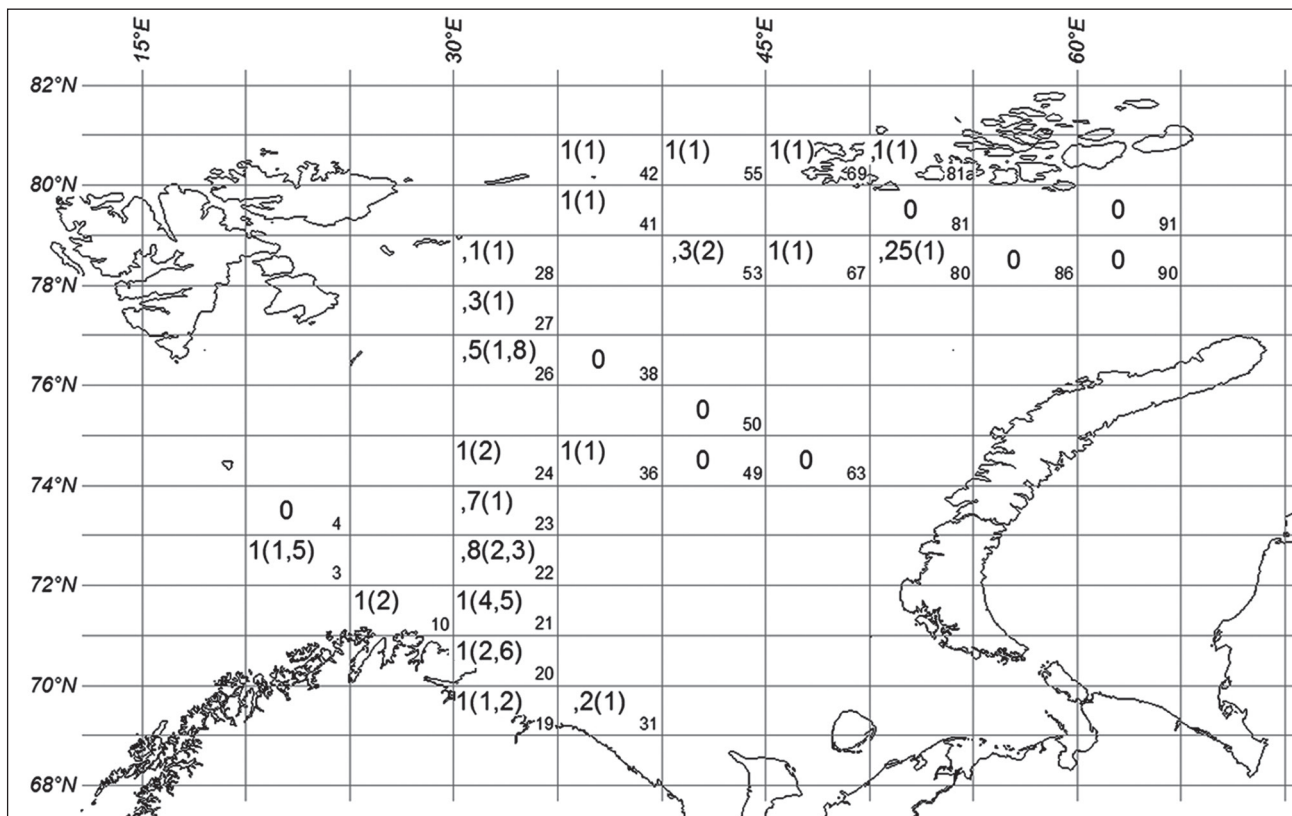 15°E 30°E 45°E 60°E
82°N
1(1) 1(1) 1(1) ,1(1)
42 55 69 81a
80°N
1(1) 0 0
41 81 91
,1(1) ,3(2) 1(1) ,25(1) 0 0
28 53 67 80 86 90
78°N
,3(1)
27
,5(1,8) 0
26 38
76°N
0
50
1(2) 1(1) 0 0
24 36 49 63
74°N
0 ,7(1)
4 23
1(1,5) ,8(2,3)
3 22
72°N
1(2) 1(4,5)
10 21
1(2,6)
20
70°N
1(1,2) ,2(1)
19 31
68°N